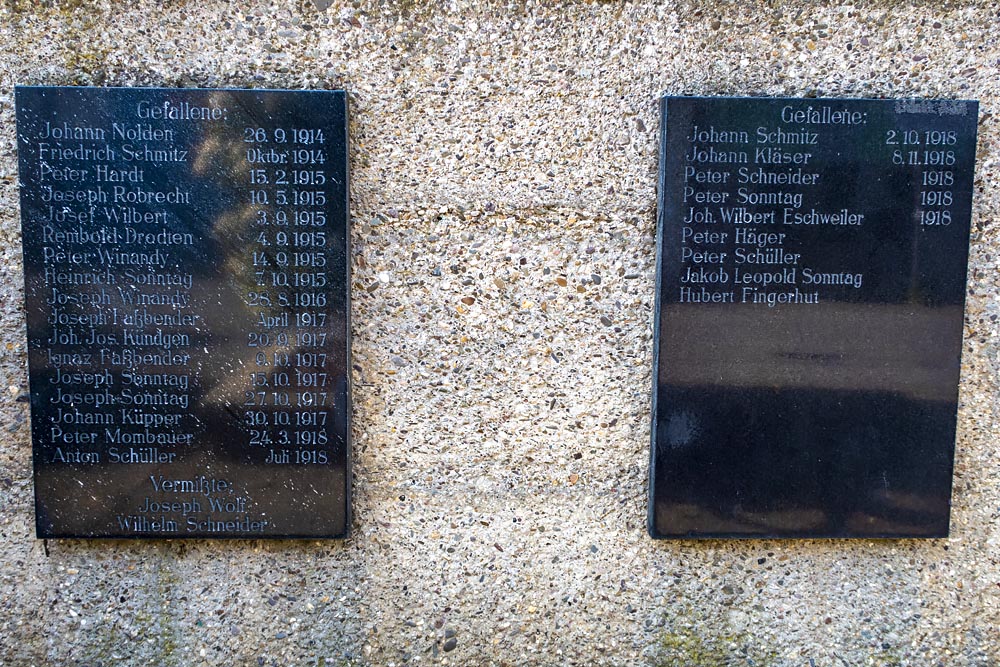 Gefallene:
Johann Nolden 26.9.1914
Friedrich Schmitz Oktbr 1914
Peter Hardt 15.2.1915
Joseph Robrecht 10.5.1915
Josef Wilbert 3.9.1915
Rembold Dradten 4.9.1915
Peter Winandy 14.9.1915
Heinrich Sonntag 7.10.1915
Joseph Winandy 28.8.1916
Joseph Faßbender April 1917
Joh. Jos. Kündgen 20.9.1917
Ignaz Faßbender 9.10.1917
Joseph Sonntag 15.10.1917
Joseph Sonntag 27.10.1917
Johann Küpper 30.10.1917
Peter Mombauer 24.3.1918
Anton Schüller Juli 1918
Vermißte:
Joseph Wolf
Wilhelm Schneider
Gefallene:
Johann Schmitz 2.10.1918
Johann Kläser 8.11.1918
Peter Schneider 1918
Peter Sonntag 1918
Joh. Wilbert Eschweiler 1918
Peter Häger
Peter Schüller
Jakob Leopold Sonntag
Hubert Fingerhut